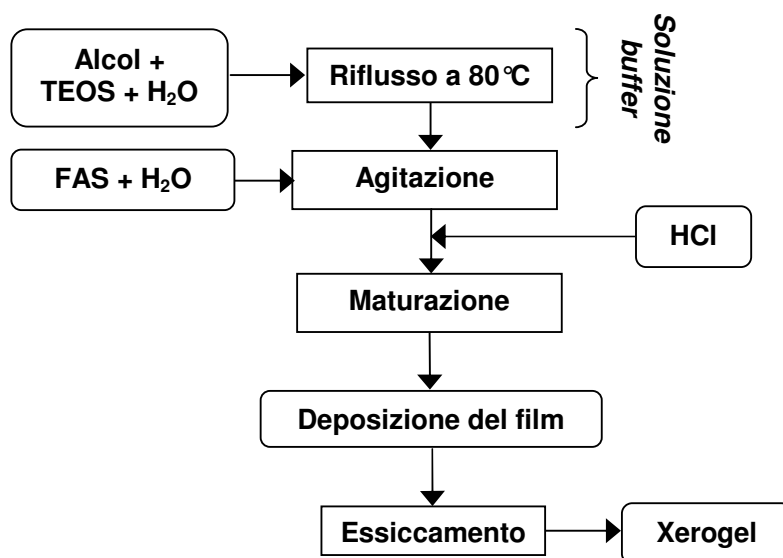 Alcol +
TEOS + H₂O
Riflusso a 80°C
Soluzione
buffer
FAS + H₂O
Agitazione
HCl
Maturazione
Deposizione del film
Essiccamento
Xerogel